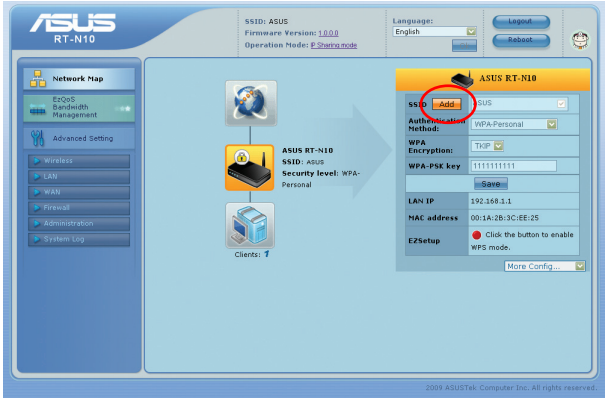 ASUS
RT-N10
SSID: ASUS
Firmware Version: 1.0.0.0
Operation Mode: IP Sharing mode
Language:
English
Logout
Reboot
Network Map
EzQoS
Bandwidth
Management
Advanced Setting
Wireless
LAN
WAN
Firewall
Administration
System Log
ASUS RT-N10
SSID: ASUS
Security level: WPA-
Personal
Clients: 1
ASUS RT-N10
SSID Add ASUS
Authentication
Method: WPA-Personal
WPA
Encryption: TKIP
WPA-PSK key 1111111111
Save
LAN IP 192.168.1.1
MAC address 00:1A:2B:3C:EE:25
EZSetup Click the button to enable
WPS mode.
More Config...
2009 ASUSTek Computer Inc. All rights reserved.